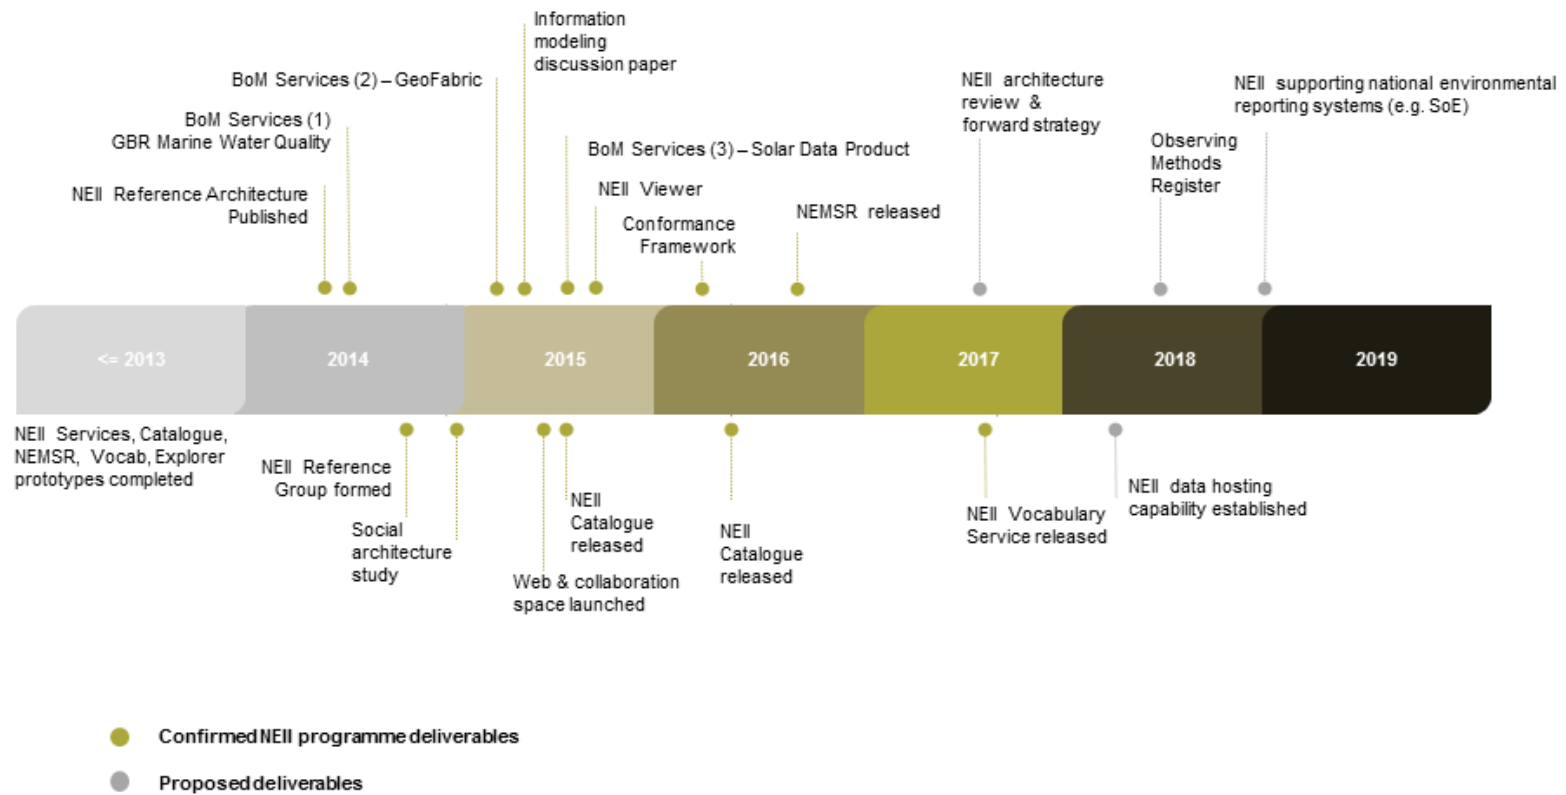 Information
modeling
discussion paper
BoM Services (2) – GeoFabric
BoM Services (1)
GBR Marine Water Quality
NEII Reference Architecture
Published
BoM Services (3) – Solar Data Product
NEII Viewer
Conformance
Framework
NEMSR released
NEII architecture
review &
forward strategy
Observing
Methods
Register
NEII supporting national environmental
reporting systems (e.g. SoE)
<= 2013
2014
2015
2016
2017
2018
2019
NEII Services, Catalogue,
NEMSR, Vocab, Explorer
prototypes completed
NEII Reference
Group formed
Social
architecture
study
NEII
Catalogue
released
Web & collaboration
space launched
NEII
Catalogue
released
NEII Vocabulary
Service released
NEII data hosting
capability established
Confirmed NEII programme deliverables
Proposed deliverables